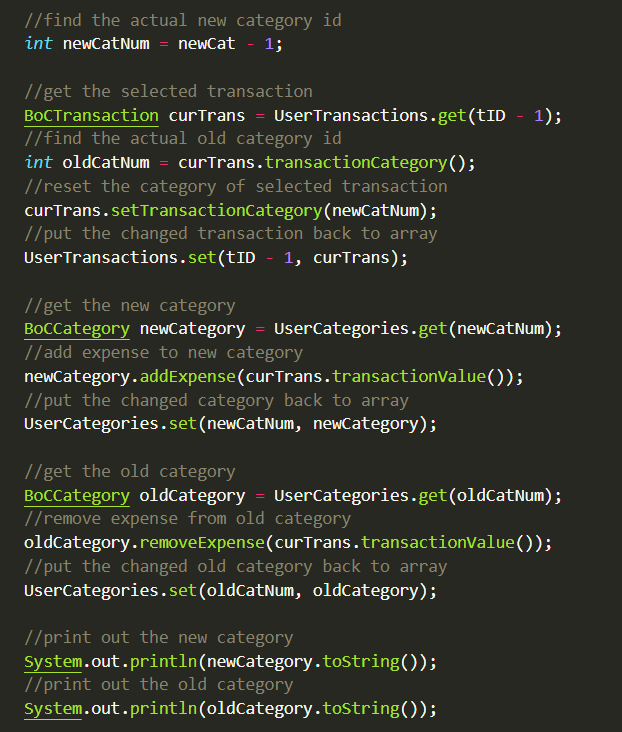 //find the actual new category id
int newCatNum = newCat - 1;
//get the selected transaction
BoCTransaction curTrans = UserTransactions.get(tID - 1);
//find the actual old category id
int oldCatNum = curTrans.transactionCategory();
//reset the category of selected transaction
curTrans.setTransactionCategory(newCatNum);
//put the changed transaction back to array
UserTransactions.set(tID - 1, curTrans);
//get the new category
BoCCategory newCategory = UserCategories.get(newCatNum);
//add expense to new category
newCategory.addExpense(curTrans.transactionValue());
//put the changed category back to array
UserCategories.set(newCatNum, newCategory);
//get the old category
BoCCategory oldCategory = UserCategories.get(oldCatNum);
//remove expense from old category
oldCategory.removeExpense(curTrans.transactionValue());
//put the changed old category back to array
UserCategories.set(oldCatNum, oldCategory);
//print out the new category
System.out.println(newCategory.toString());
//print out the old category
System.out.println(oldCategory.toString());